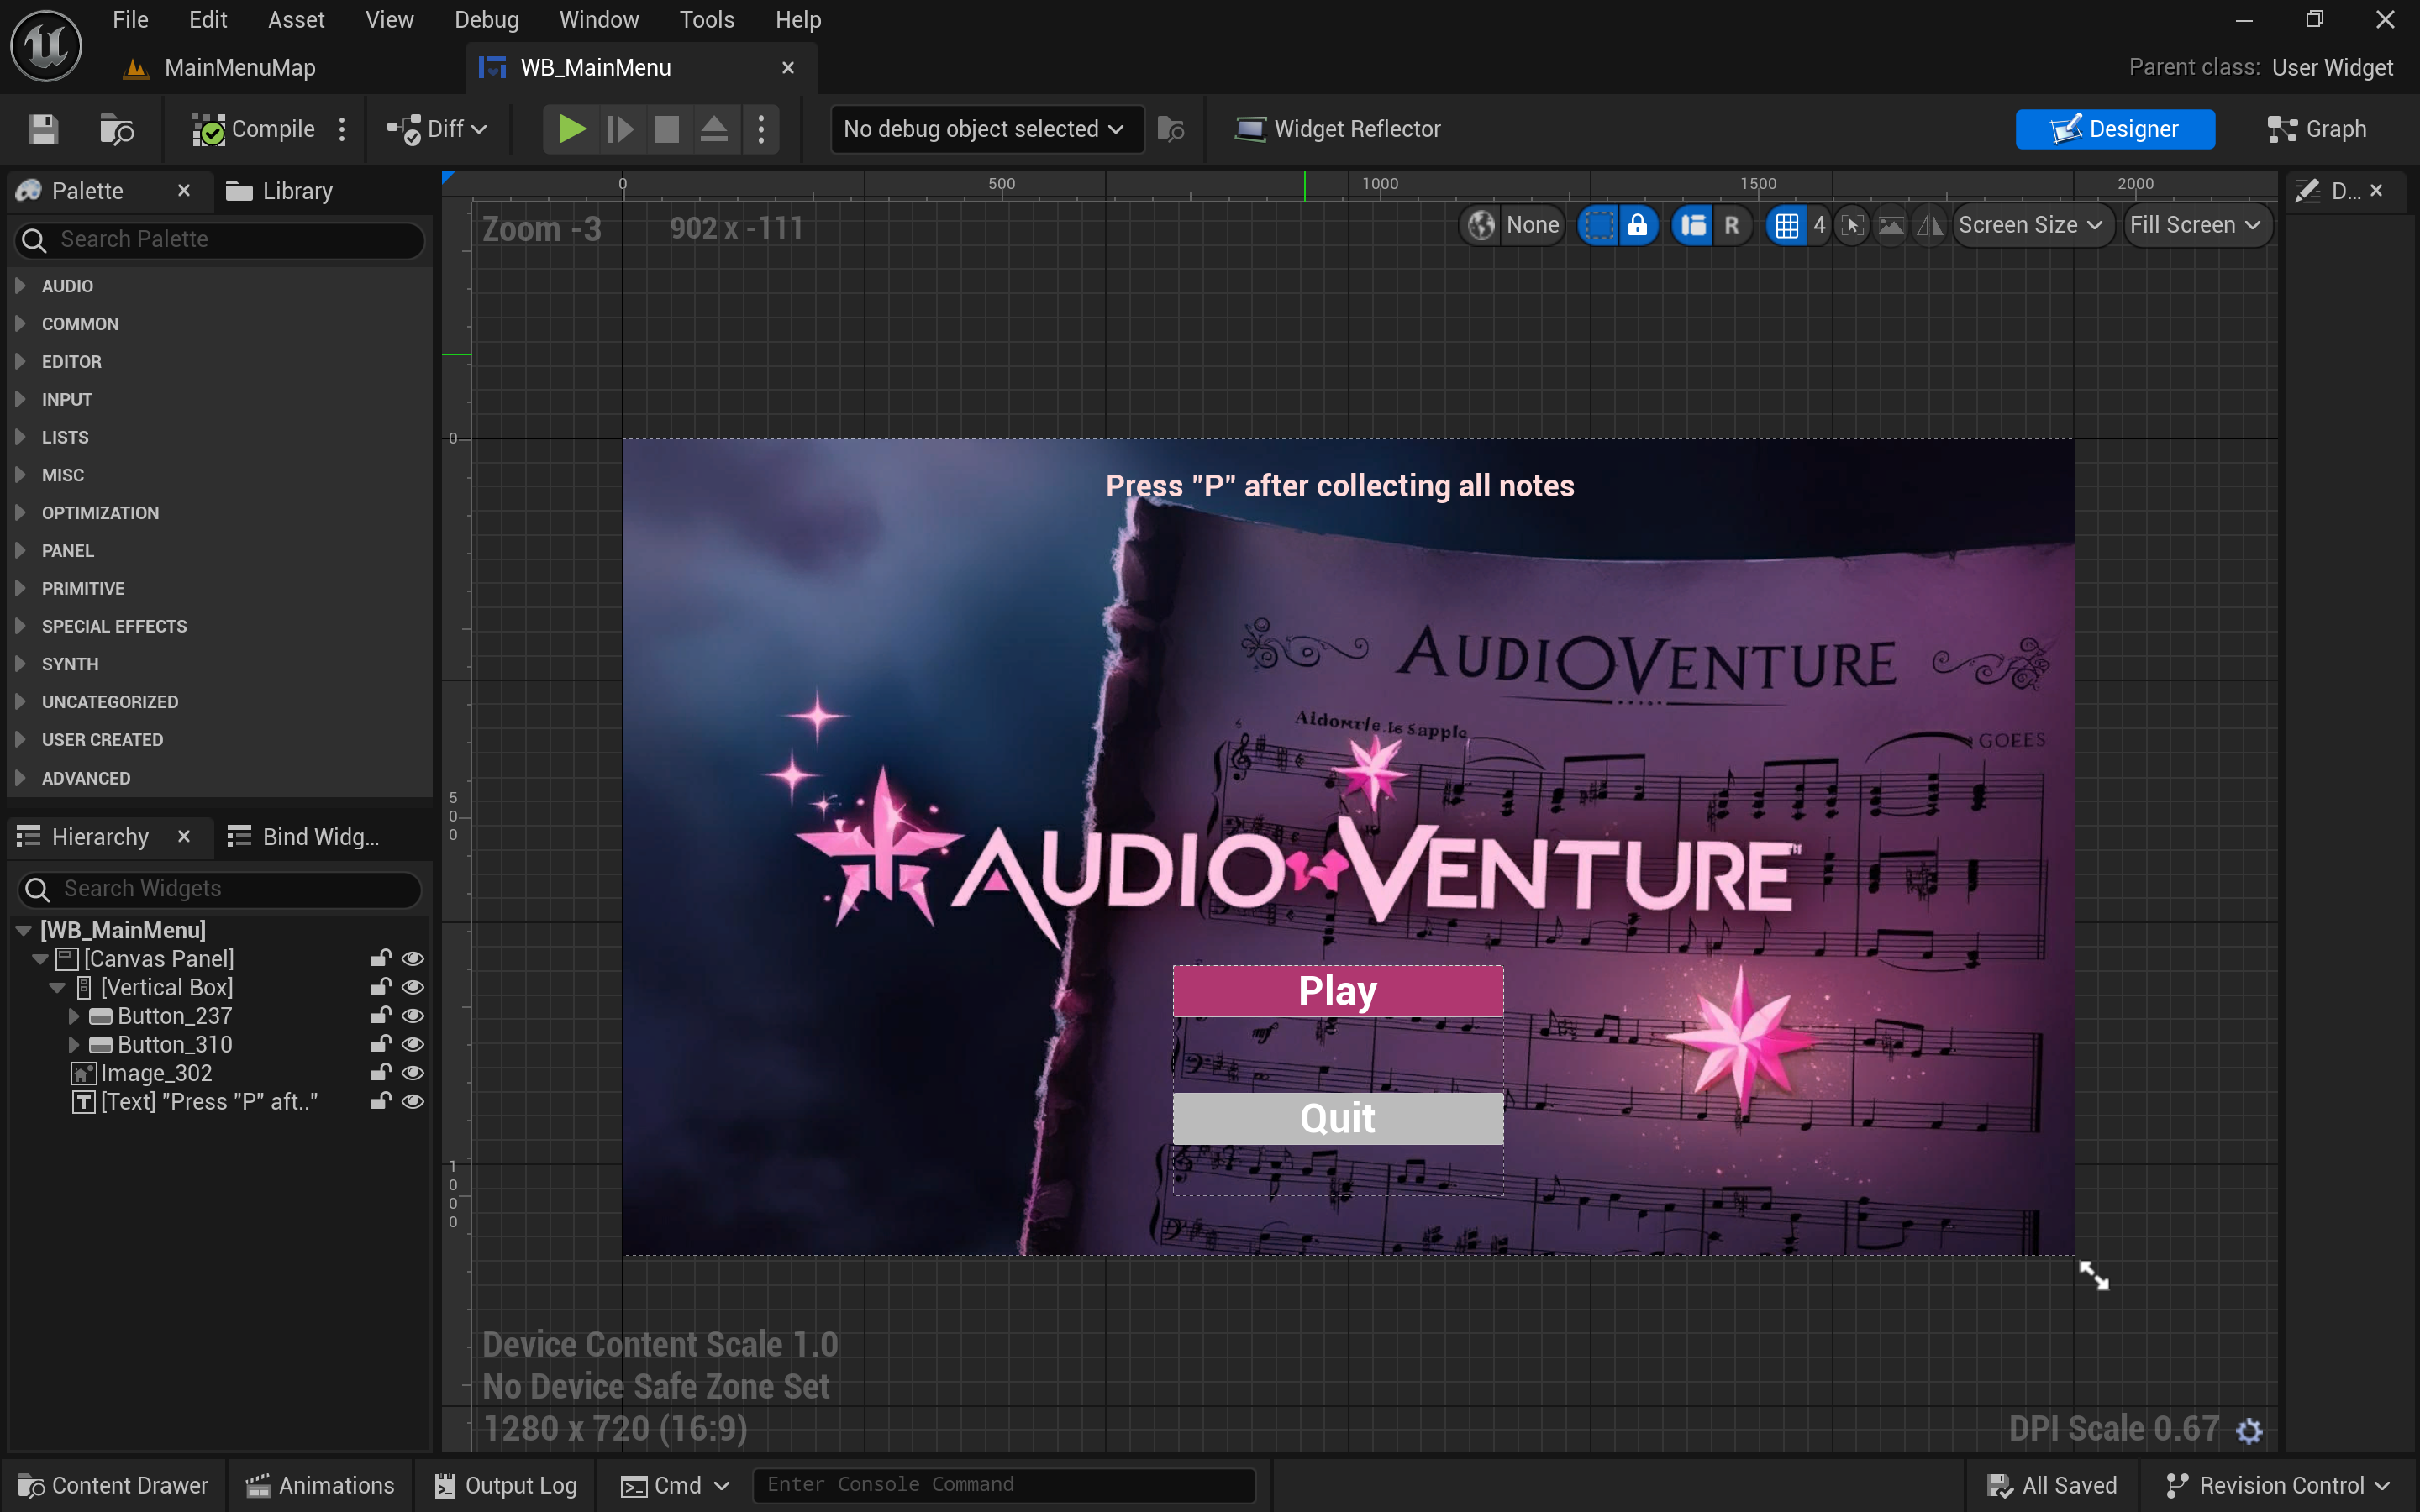 File Edit Asset View Debug Window Tools Help
MainMenuMap WB_MainMenu Parent class: User Widget
Compile Diff No debug object selected Widget Reflector Designer Graph
Palette Library D...
0 500 1000 1500 2000
Zoom -3 902 x -111 None R 4 Screen Size Fill Screen
Search Palette
AUDIO
COMMON
EDITOR
INPUT
LISTS
MISC
OPTIMIZATION
PANEL
PRIMITIVE
SPECIAL EFFECTS
SYNTH
UNCATEGORIZED
USER CREATED
ADVANCED
Hierarchy Bind Widg...
Search Widgets
[WB_MainMenu]
[Canvas Panel]
[Vertical Box]
Button_237
Button_310
Image_302
[Text] "Press "P" aft.."
0
500
1000
Press "P" after collecting all notes
AUDIOVENTURE
GOEES
AUDIO VENTURE™
Play
mf
Quit
Device Content Scale 1.0
No Device Safe Zone Set
1280 x 720 (16:9)
DPI Scale 0.67
Content Drawer Animations Output Log Cmd Enter Console Command All Saved Revision Control